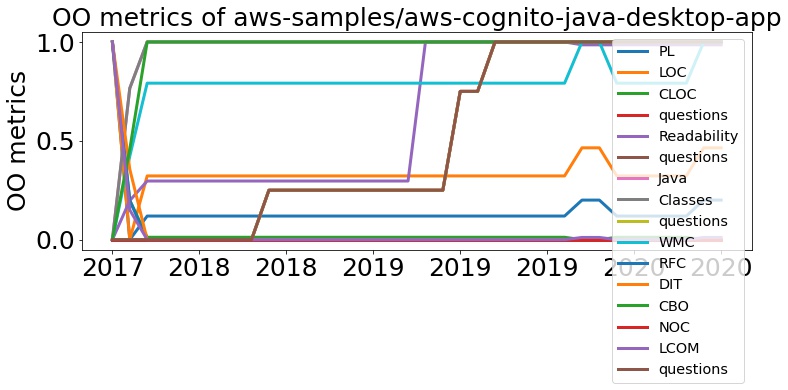 OO metrics of aws-samples/aws-cognito-java-desktop-app
OO metrics
1.0
0.5
0.0
2017 2018 2018 2019 2019 2019 2020 2020
PL
LOC
CLOC
questions
Readability
questions
Java
Classes
questions
WMC
RFC
DIT
CBO
NOC
LCOM
questions